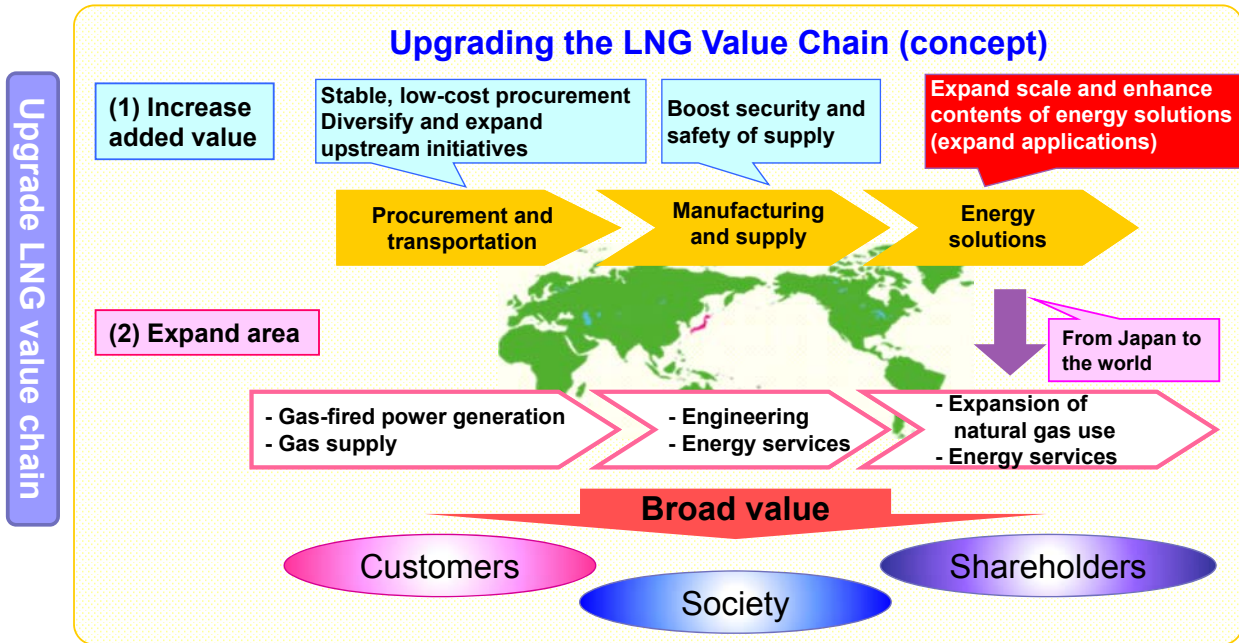 Upgrading the LNG Value Chain (concept)
Upgrade LNG value chain
(1) Increase
added value
Stable, low-cost procurement
Diversify and expand
upstream initiatives
Boost security and
safety of supply
Expand scale and enhance
contents of energy solutions
(expand applications)
Procurement and
transportation
Manufacturing
and supply
Energy
solutions
(2) Expand area
From Japan to
the world
- Gas-fired power generation
- Gas supply
- Engineering
- Energy services
- Expansion of
natural gas use
- Energy services
Broad value
Customers
Society
Shareholders